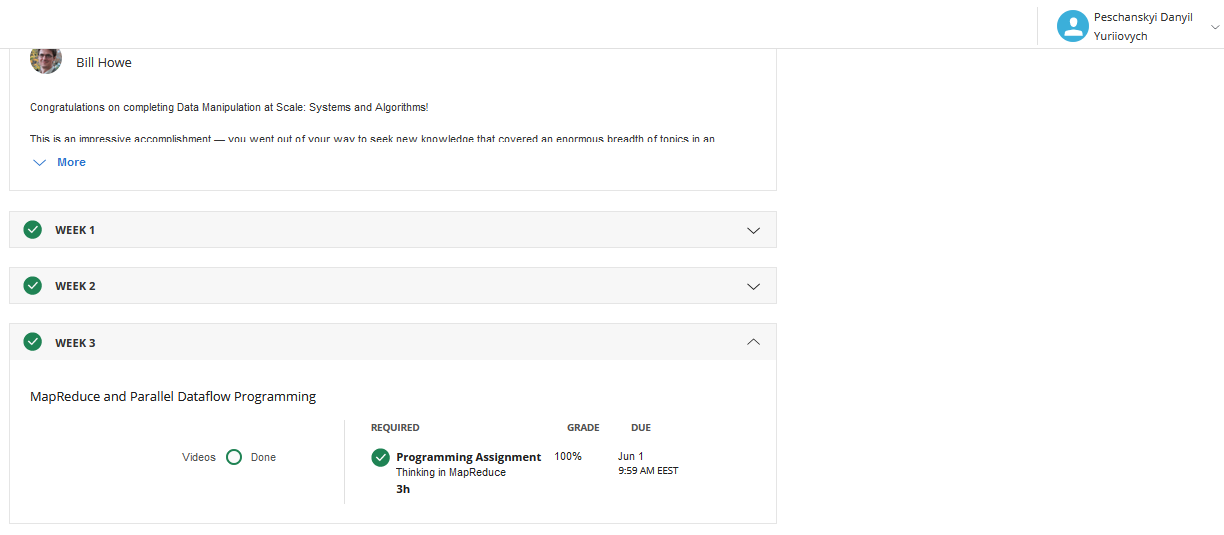 Peschanskyi Danyil
Yuriiovych
Bill Howe
Congratulations on completing Data Manipulation at Scale: Systems and Algorithms!
This is an impressive accomplishment — you went out of your way to seek new knowledge that covered an enormous breadth of topics in an
More
WEEK 1
WEEK 2
WEEK 3
MapReduce and Parallel Dataflow Programming
REQUIRED GRADE DUE
Videos Done
Programming Assignment 100% Jun 1
Thinking in MapReduce 9:59 AM EEST
3h